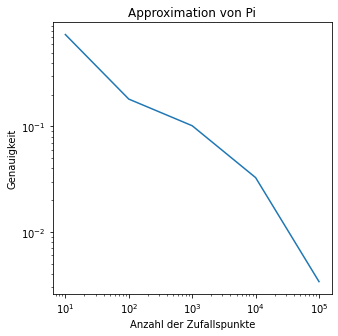 Approximation von Pi
Genauigkeit
10⁻¹
10⁻²
10¹ 10² 10³ 10⁴ 10⁵
Anzahl der Zufallspunkte